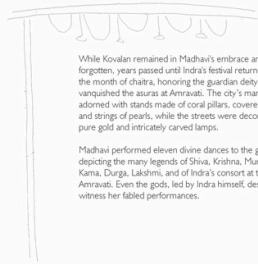 While Kovalan remained in Madhavi's embrace an
forgotten, years passed until Indra's festival return
the month of chaitra, honoring the guardian deity
vanquished the asuras at Amravati. The city's mar
adorned with stands made of coral pillars, covere
and strings of pearls, while the streets were deco
pure gold and intricately carved lamps.
Madhavi performed eleven divine dances to the g
depicting the many legends of Shiva, Krishna, Mur
Kama, Durga, Lakshmi, and of Indra's consort at t
Amravati. Even the gods, led by Indra himself, des
witness her fabled performances.